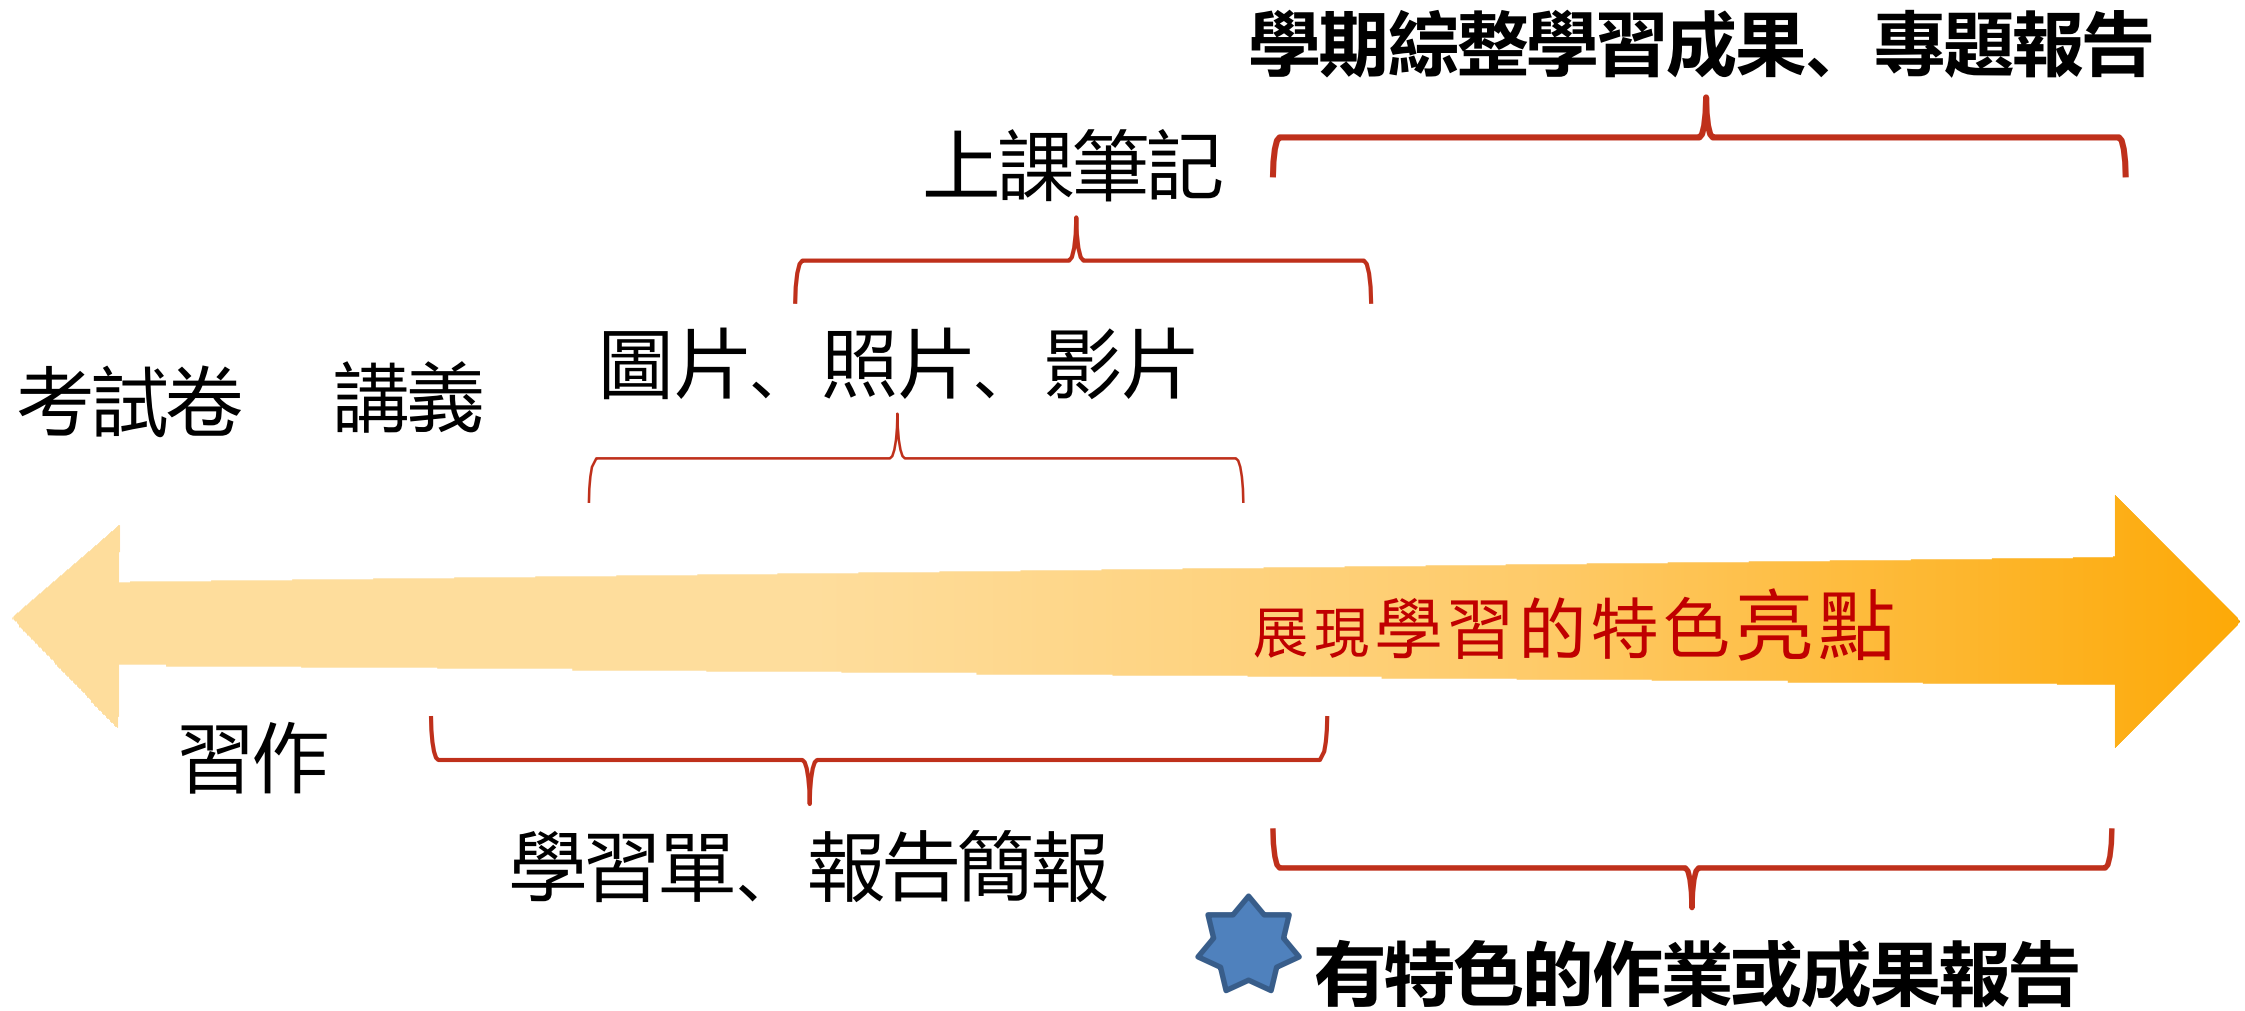 學期綜整學習成果、專題報告
上課筆記
圖片、照片、影片
考試卷
講義
展現學習的特色亮點
習作
學習單、報告簡報
有特色的作業或成果報告